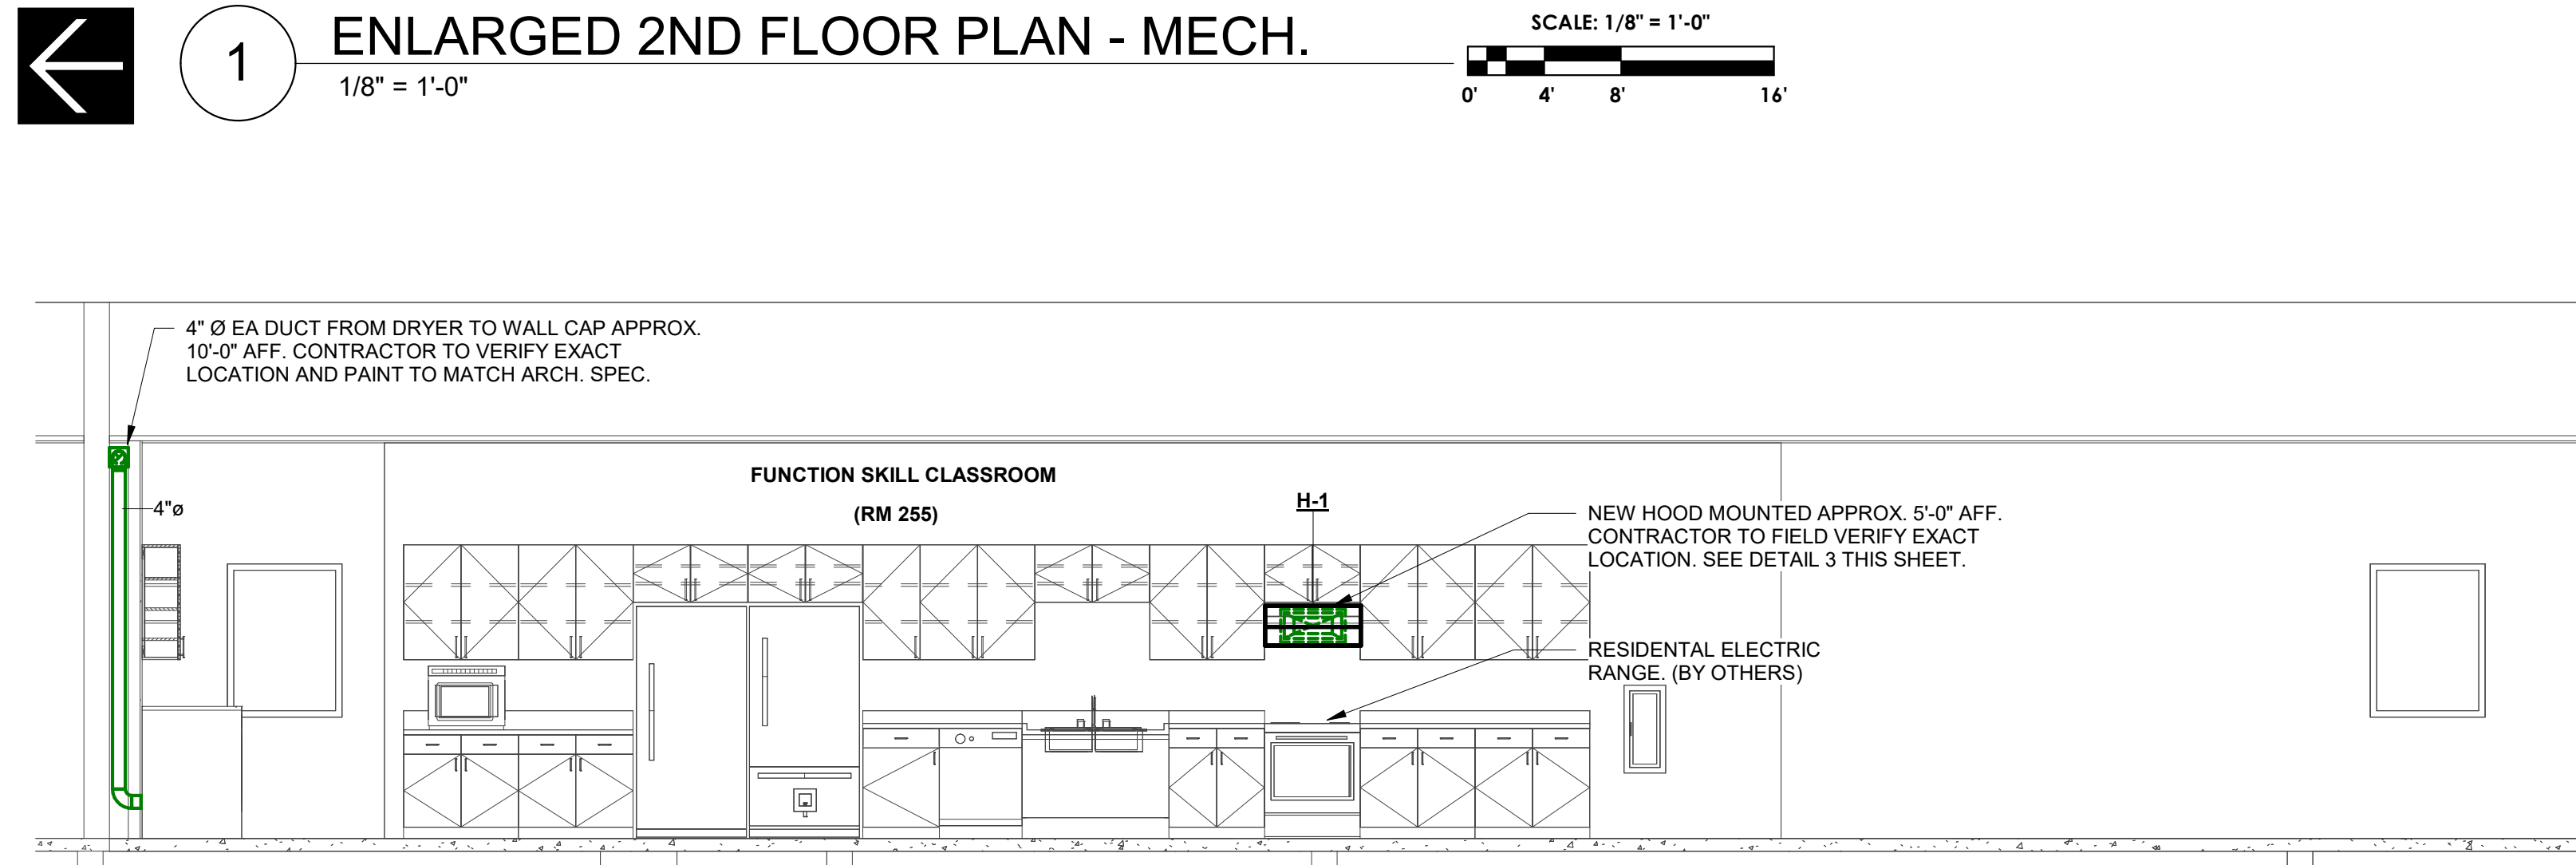 1
ENLARGED 2ND FLOOR PLAN - MECH.
1/8" = 1'-0"
SCALE: 1/8" = 1'-0"
0' 4' 8' 16'
4" Ø EA DUCT FROM DRYER TO WALL CAP APPROX.
10'-0" AFF. CONTRACTOR TO VERIFY EXACT
LOCATION AND PAINT TO MATCH ARCH. SPEC.
4"ø
FUNCTION SKILL CLASSROOM
(RM 255)
H-1
NEW HOOD MOUNTED APPROX. 5'-0" AFF.
CONTRACTOR TO FIELD VERIFY EXACT
LOCATION. SEE DETAIL 3 THIS SHEET.
RESIDENTAL ELECTRIC
RANGE. (BY OTHERS)